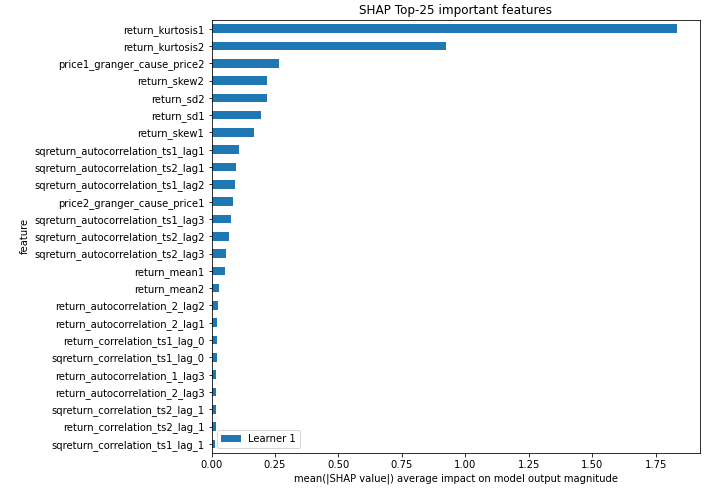 SHAP Top-25 important features
return_kurtosis1
return_kurtosis2
price1_granger_cause_price2
return_skew2
return_sd2
return_sd1
return_skew1
sqreturn_autocorrelation_ts1_lag1
sqreturn_autocorrelation_ts2_lag1
sqreturn_autocorrelation_ts1_lag2
price2_granger_cause_price1
sqreturn_autocorrelation_ts1_lag3
sqreturn_autocorrelation_ts2_lag2
sqreturn_autocorrelation_ts2_lag3
return_mean1
return_mean2
return_autocorrelation_2_lag2
return_autocorrelation_2_lag1
return_correlation_ts1_lag_0
sqreturn_correlation_ts1_lag_0
return_autocorrelation_1_lag3
return_autocorrelation_2_lag3
sqreturn_correlation_ts2_lag_1
return_correlation_ts2_lag_1
sqreturn_correlation_ts1_lag_1
feature
Learner 1
0.00 0.25 0.50 0.75 1.00 1.25 1.50 1.75
mean(|SHAP value|) average impact on model output magnitude